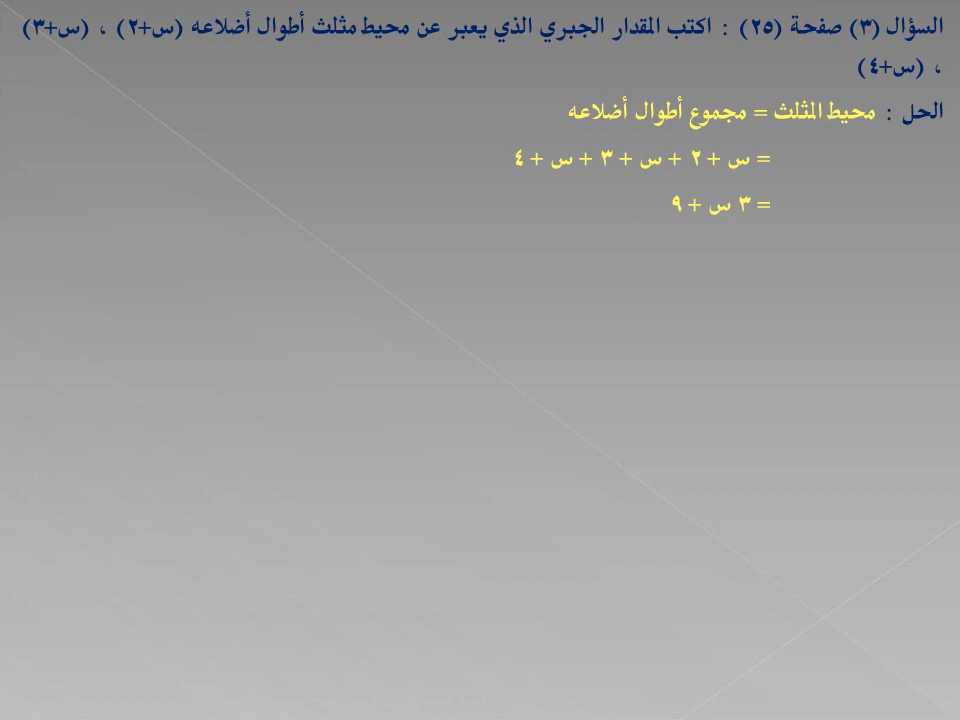 السؤال (٣) صفحة (٢٥) : اكتب المقدار الجبري الذي يعبر عن محيط مثلث أطوال أضلاعه (س+٢) ، (س+٣)
، (س+٤)
الحل : محيط المثلث = مجموع أطوال أضلاعه
= س + ٢ + س + ٣ + س + ٤
= ٣ س + ٩